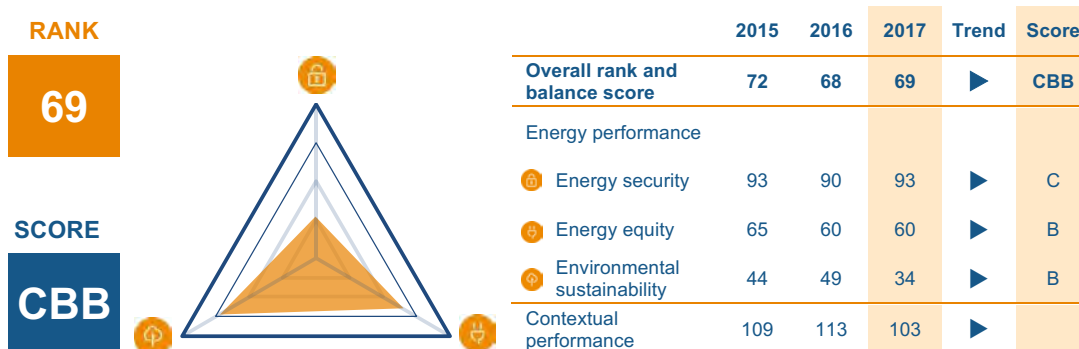 RANK
69
SCORE
CBB
2015 2016 2017 Trend Score
Overall rank and
balance score 72 68 69 CBB
Energy performance
Energy security 93 90 93 C
Energy equity 65 60 60 B
Environmental
sustainability 44 49 34 B
Contextual
performance 109 113 103